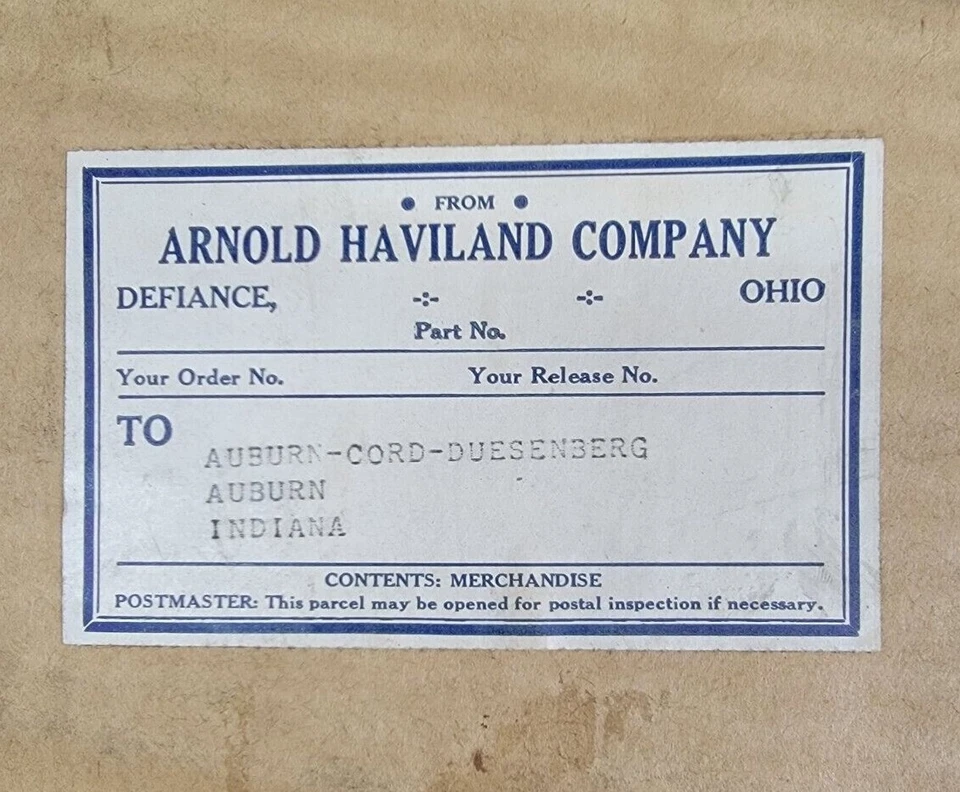 • FROM •
ARNOLD HAVILAND COMPANY
DEFIANCE, -:- -:- OHIO
Part No.
Your Order No. Your Release No.
TO
AUBURN-CORD-DUESENBERG
AUBURN
INDIANA
CONTENTS: MERCHANDISE
POSTMASTER: This parcel may be opened for postal inspection if necessary.